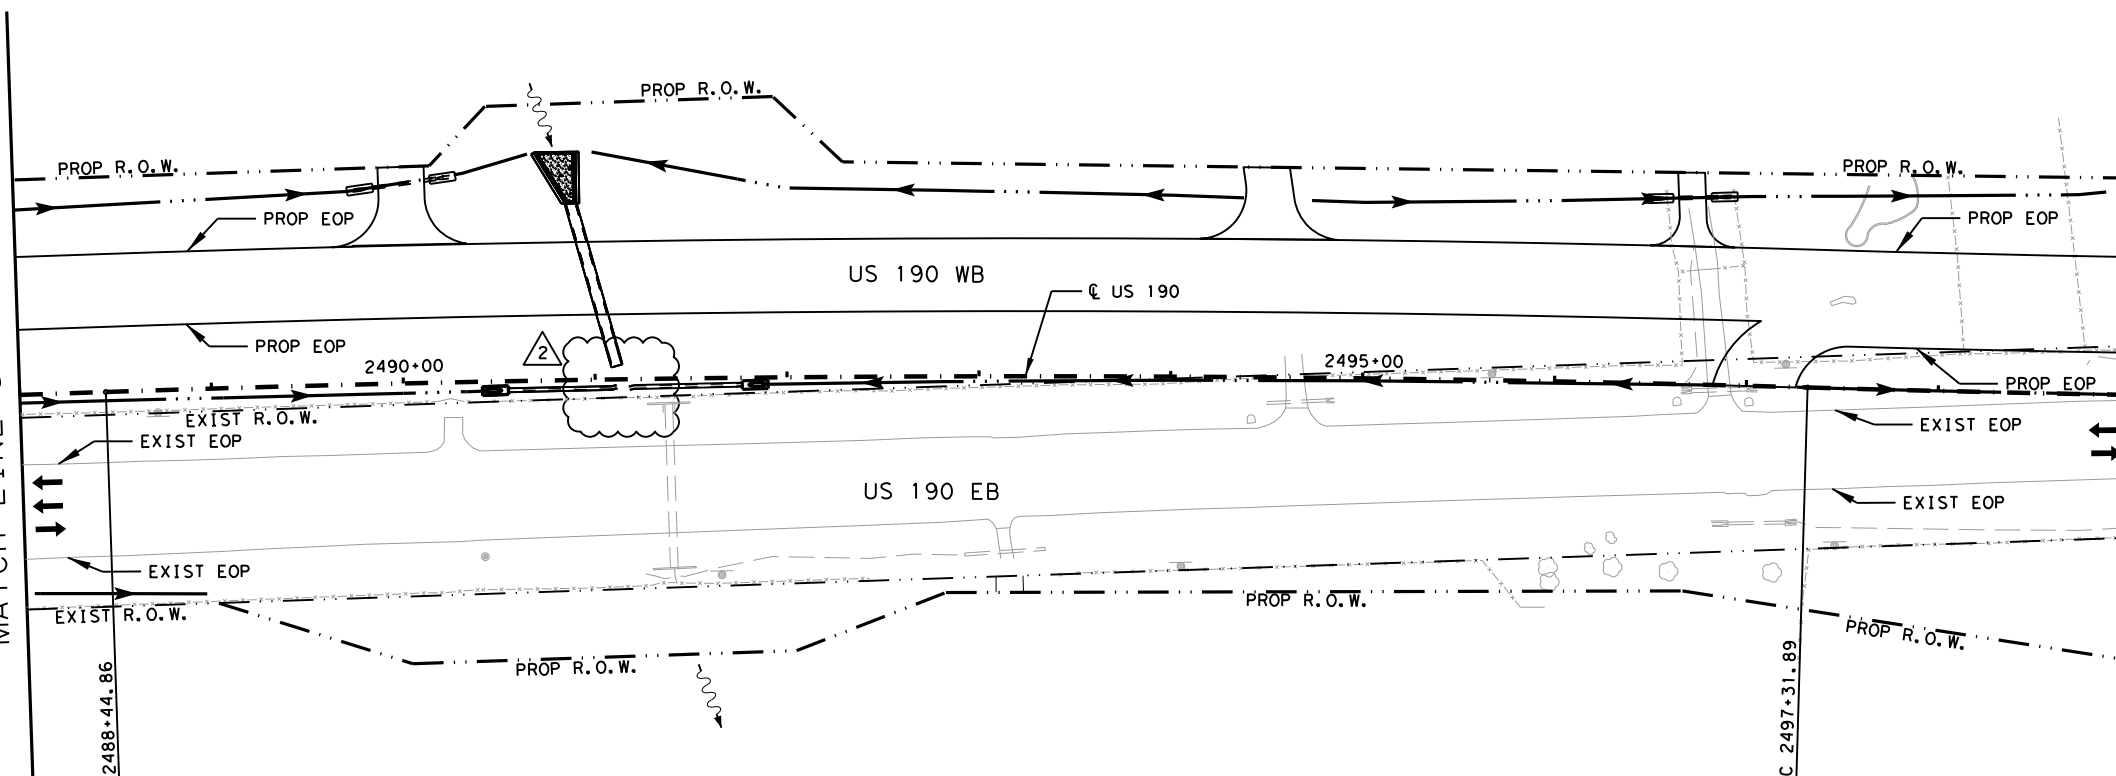 PROP R.O.W.
PROP R.O.W.
PROP R.O.W.
PROP EOP
PROP EOP
US 190 WB
℄ US 190
PROP EOP
2
2490+00
2495+00
PROP EOP
EXIST R.O.W.
EXIST EOP
EXIST EOP
US 190 EB
EXIST EOP
EXIST EOP
EXIST R.O.W.
PROP R.O.W.
PROP R.O.W.
PROP R.O.W.
2488+44.86
C 2497+31.89